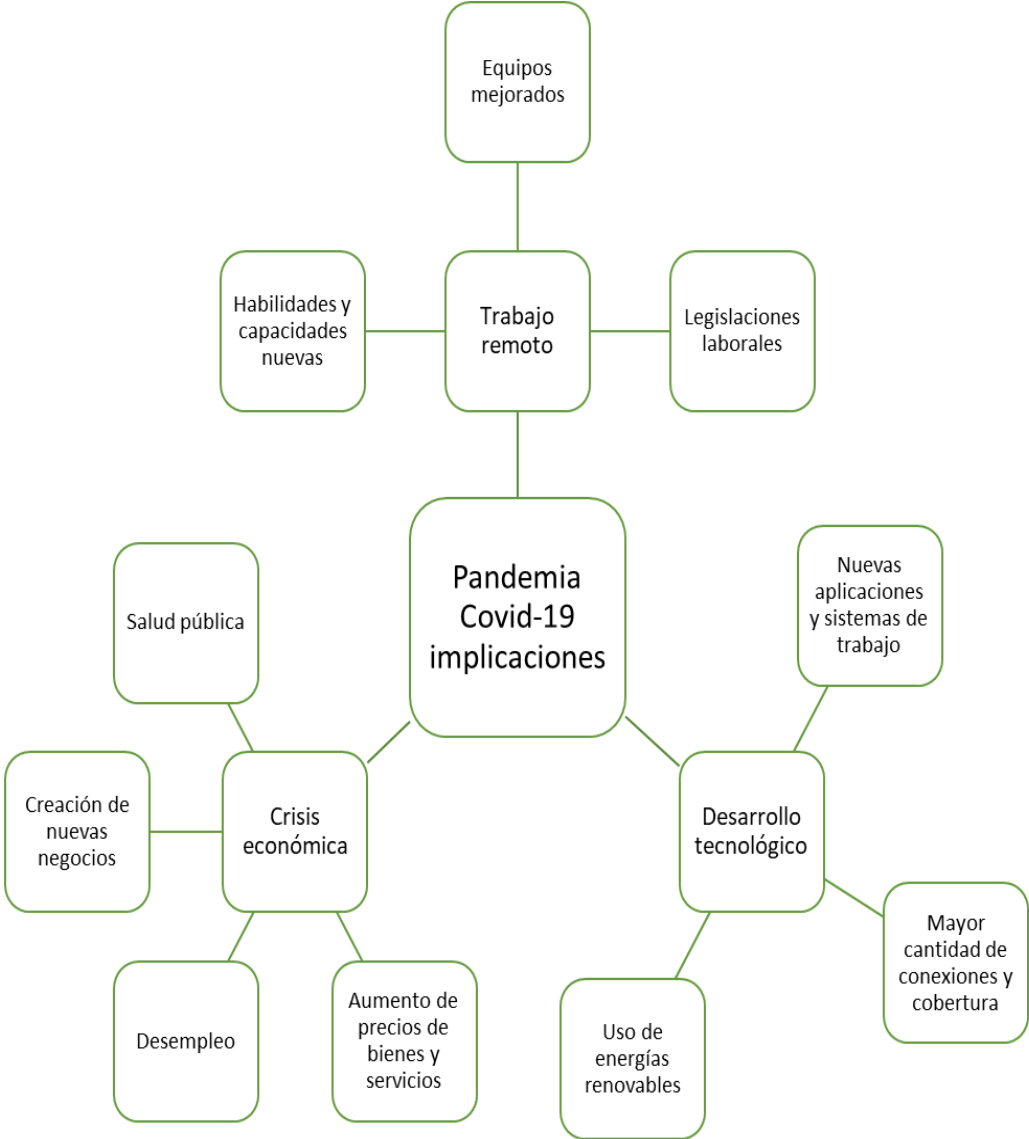 Equipos
mejorados
Habilidades y
capacidades
nuevas
Trabajo
remoto
Legislaciones
laborales
Pandemia
Covid-19
implicaciones
Salud pública
Nuevas
aplicaciones
y sistemas de
trabajo
Creación de
nuevas
negocios
Crisis
económica
Desarrollo
tecnológico
Desempleo
Aumento de
precios de
bienes y
servicios
Uso de
energías
renovables
Mayor
cantidad de
conexiones y
cobertura